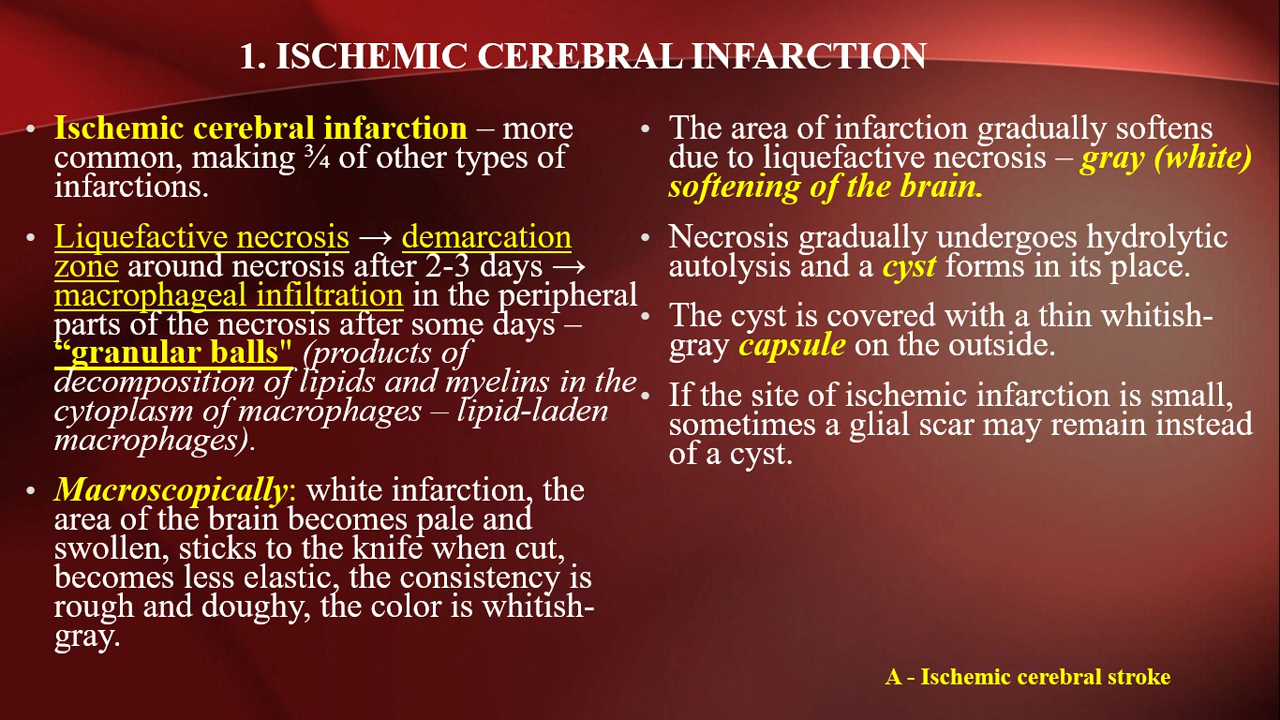 1. ISCHEMIC CEREBRAL INFARCTION
• Ischemic cerebral infarction – more
common, making ¾ of other types of
infarctions.
• Liquefactive necrosis → demarcation
zone around necrosis after 2-3 days →
macrophageal infiltration in the peripheral
parts of the necrosis after some days –
“granular balls" (products of
decomposition of lipids and myelins in the
cytoplasm of macrophages – lipid-laden
macrophages).
• Macroscopically: white infarction, the
area of the brain becomes pale and
swollen, sticks to the knife when cut,
becomes less elastic, the consistency is
rough and doughy, the color is whitish-
gray.
• The area of infarction gradually softens
due to liquefactive necrosis – gray (white)
softening of the brain.
• Necrosis gradually undergoes hydrolytic
autolysis and a cyst forms in its place.
• The cyst is covered with a thin whitish-
gray capsule on the outside.
• If the site of ischemic infarction is small,
sometimes a glial scar may remain instead
of a cyst.
A - Ischemic cerebral stroke